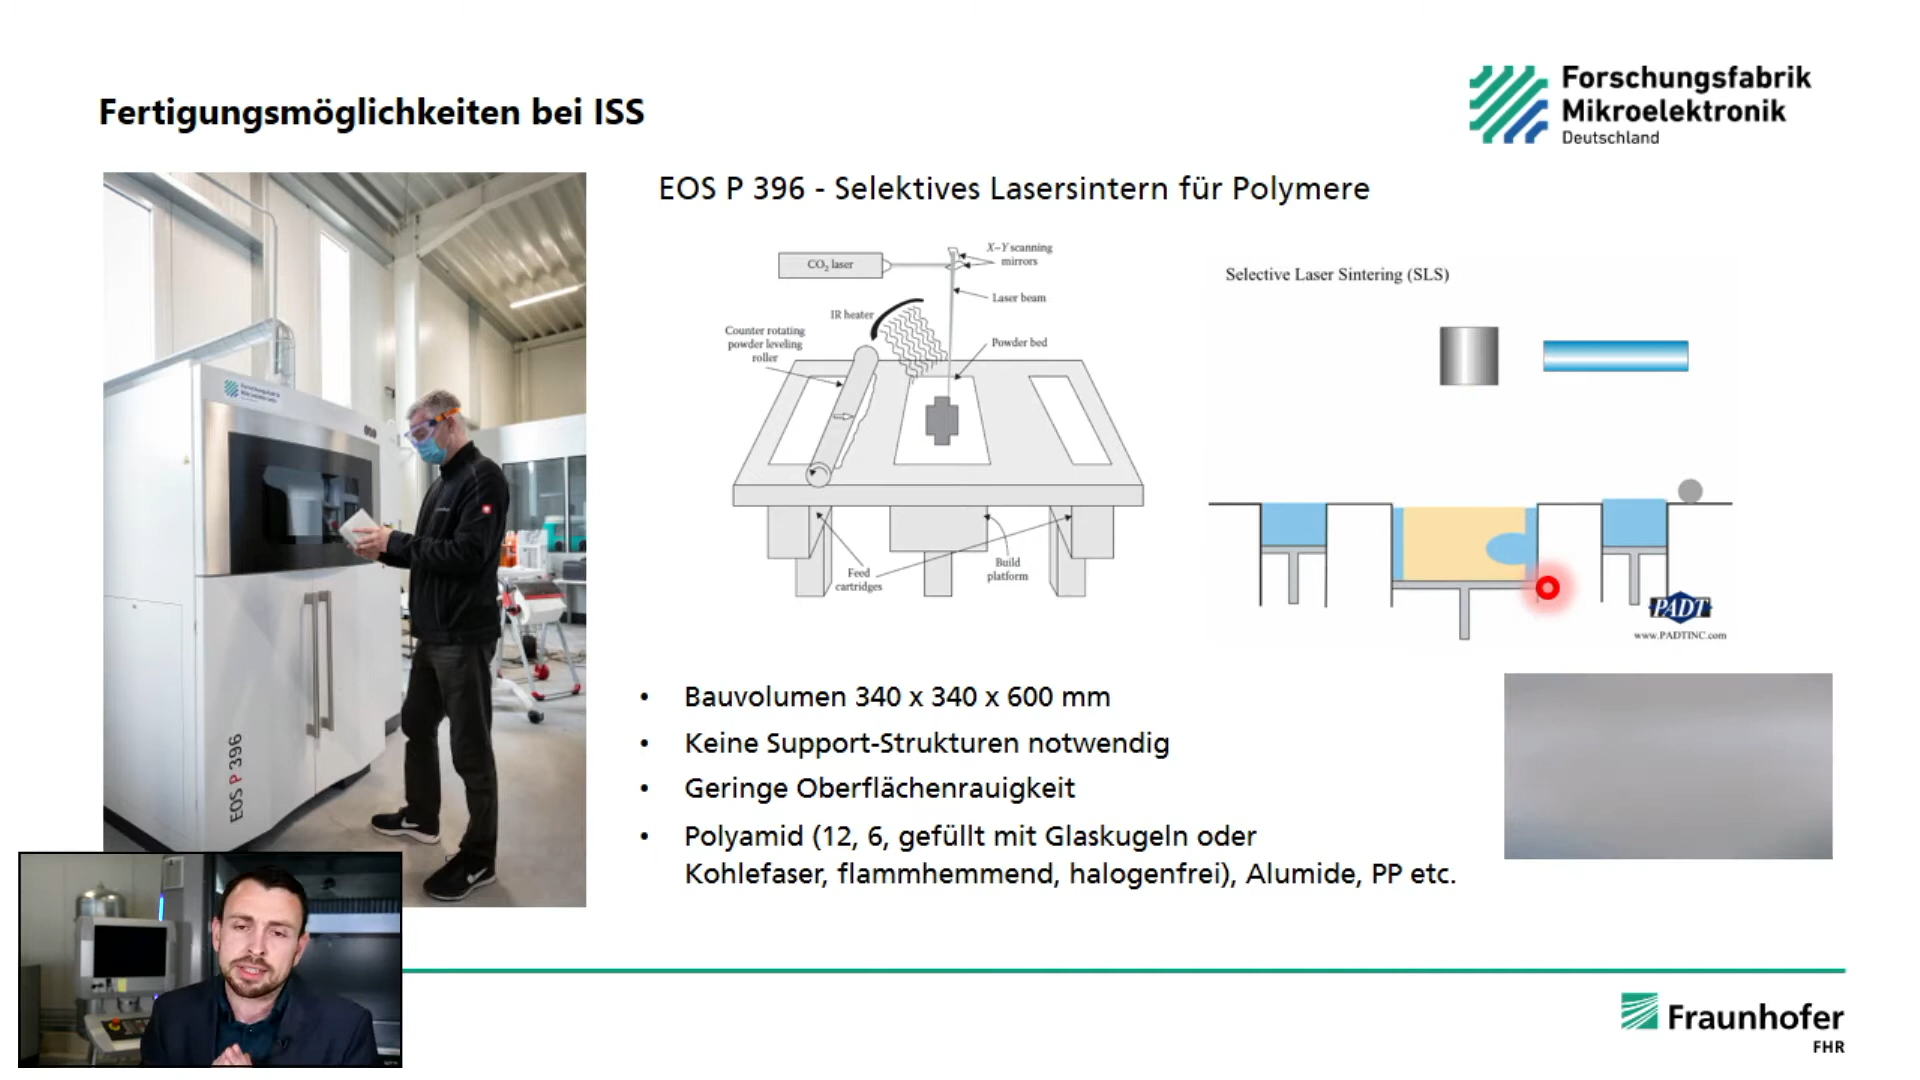 Fertigungsmöglichkeiten bei ISS
Forschungsfabrik
Mikroelektronik
Deutschland
EOS P 396 - Selektives Lasersintern für Polymere
CO₂ laser
X–Y scanning
mirrors
Laser beam
IR heater
Counter rotating
powder leveling
roller
Powder bed
Feed
cartridges
Build
platform
Selective Laser Sintering (SLS)
PADT
www.PADTINC.com
EOS P 396
• Bauvolumen 340 x 340 x 600 mm
• Keine Support-Strukturen notwendig
• Geringe Oberflächenrauigkeit
• Polyamid (12, 6, gefüllt mit Glaskugeln oder
Kohlefaser, flammhemmend, halogenfrei), Alumide, PP etc.
Fraunhofer
FHR